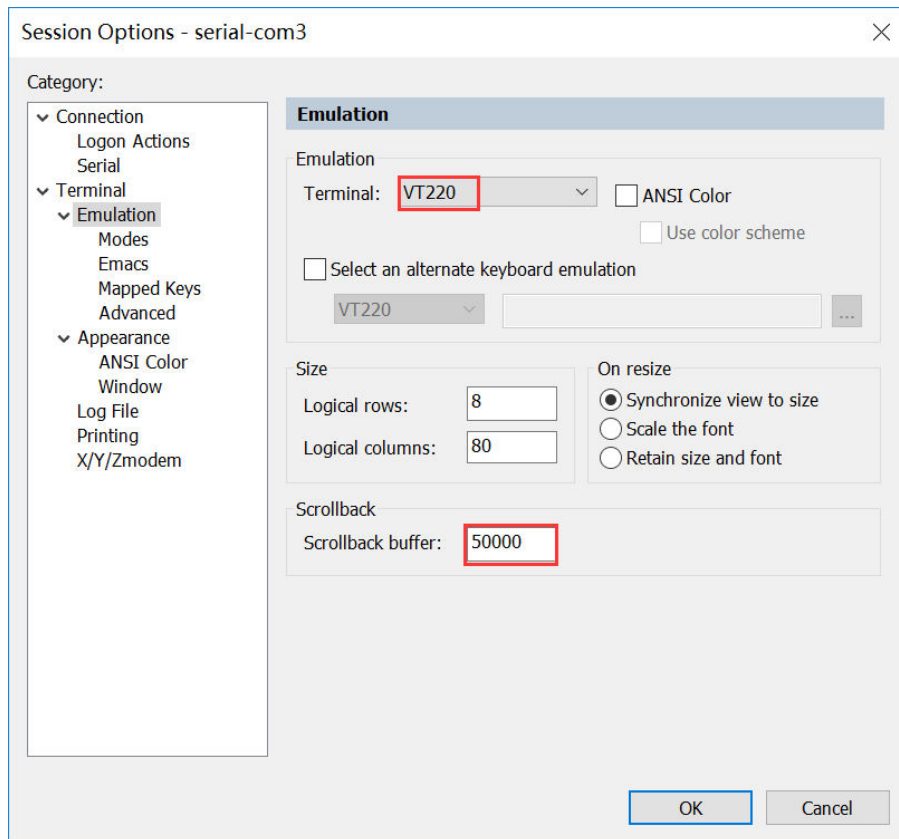 Session Options - serial-com3
Category:
Connection
Logon Actions
Serial
Terminal
Emulation
Modes
Emacs
Mapped Keys
Advanced
Appearance
ANSI Color
Window
Log File
Printing
X/Y/Zmodem
Emulation
Emulation
Terminal: VT220 ANSI Color
Use color scheme
Select an alternate keyboard emulation
VT220 ...
Size
Logical rows: 8
Logical columns: 80
On resize
Synchronize view to size
Scale the font
Retain size and font
Scrollback
Scrollback buffer: 50000
OK Cancel